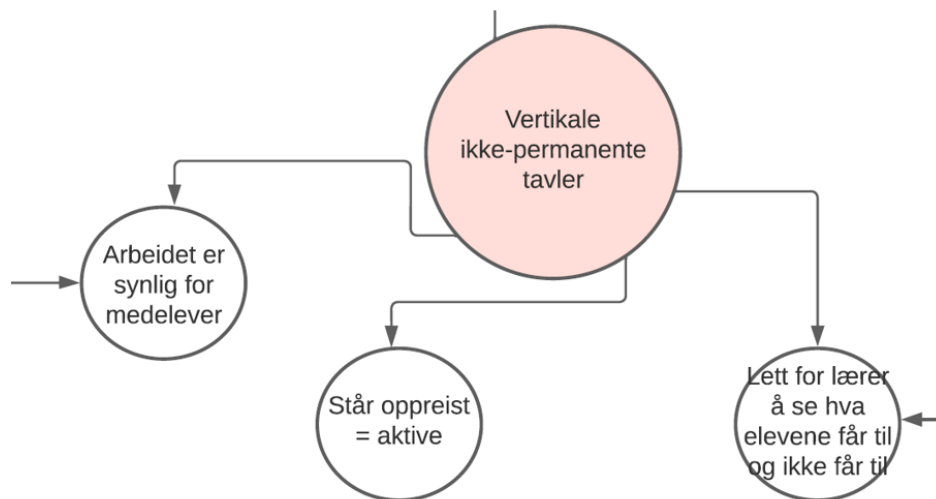 Vertikale
ikke-permanente
tavler
Arbeidet er
synlig for
medelever
Står oppreist
= aktive
Lett for lærer
å se hva
elevene får til
og ikke får til